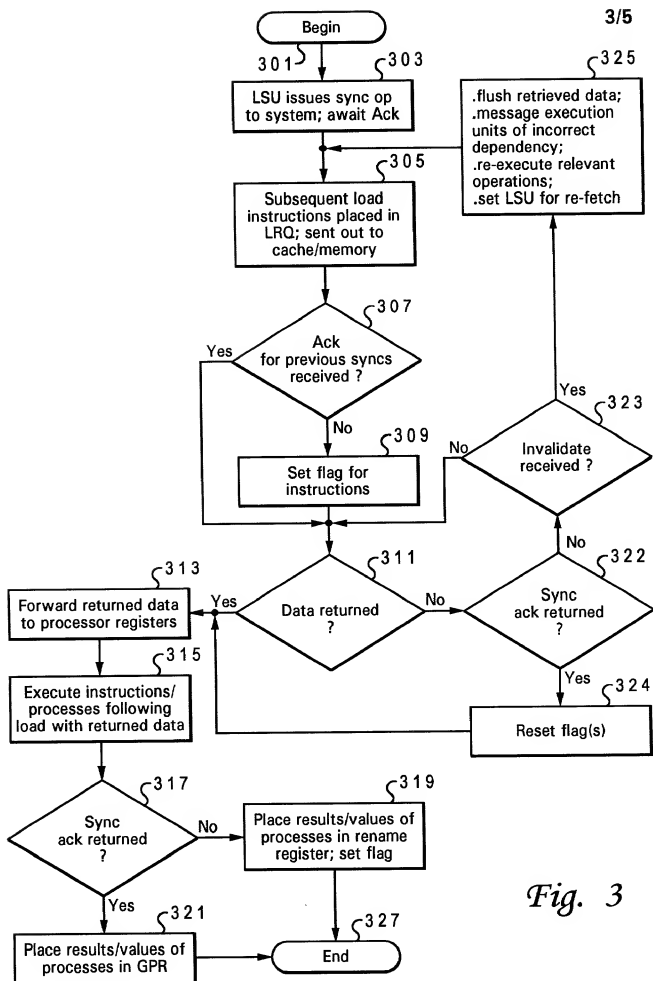 3/5
Begin
301
303
LSU issues sync op
to system; await Ack
325
.flush retrieved data;
.message execution
units of incorrect
dependency;
.re-execute relevant
operations;
.set LSU for re-fetch
305
Subsequent load
instructions placed in
LRQ; sent out to
cache/memory
307
Ack
for previous syncs
received ?
Yes
No
309
Set flag for
instructions
323
Invalidate
received ?
Yes
No
311
Data returned
?
Yes
No
322
Sync
ack returned
?
No
Yes
324
Reset flag(s)
313
Forward returned data
to processor registers
315
Execute instructions/
processes following
load with returned data
317
Sync
ack returned
?
No
Yes
319
Place results/values of
processes in rename
register; set flag
321
Place results/values of
processes in GPR
327
End
Fig. 3